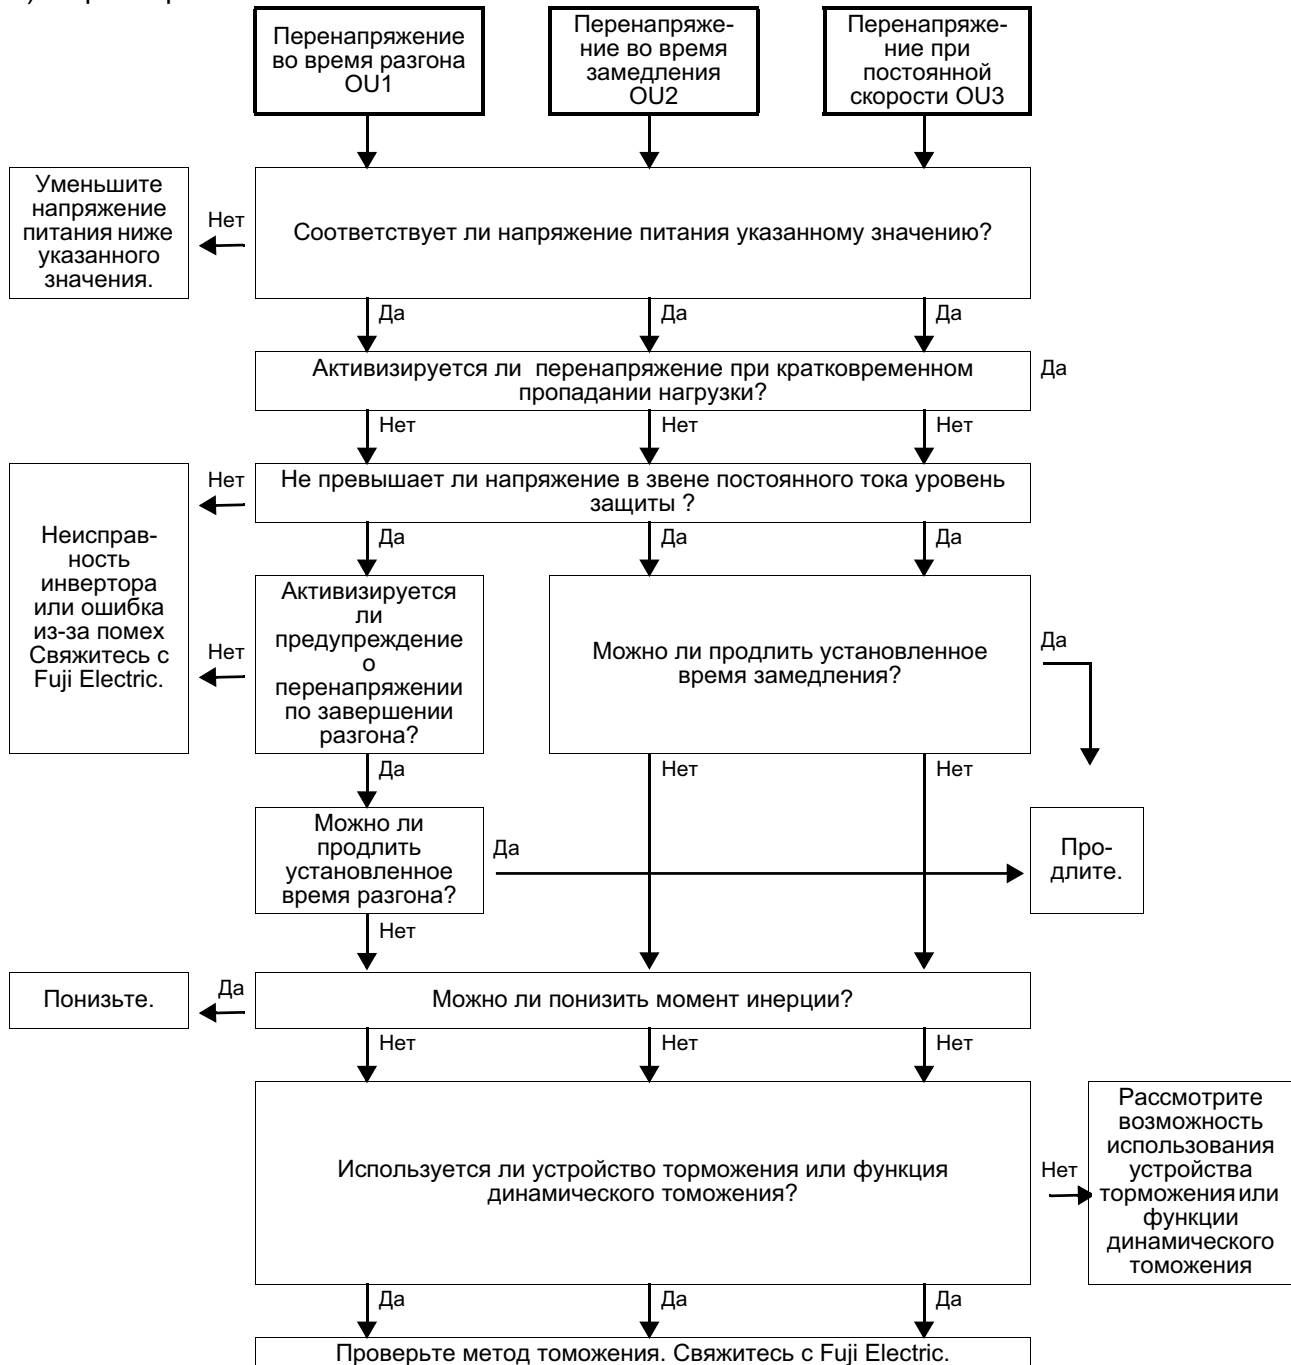 Перенапряжение
во время разгона
OU1
Перенапряже-
ние во время
замедления
OU2
Перенапряже-
ние при
постоянной
скорости OU3
Уменьшите
напряжение
питания ниже
указанного
значения.
Нет
Соответствует ли напряжение питания указанному значению?
Да
Да
Да
Активизируется ли перенапряжение при кратковременном
пропадании нагрузки?
Да
Нет
Нет
Нет
Не превышает ли напряжение в звене постоянного тока уровень
защиты ?
Нет
Да
Да
Да
Неисправ-
ность
инвертора
или ошибка
из-за помех
Свяжитесь с
Fuji Electric.
Нет
Активизируется
ли
предупреждение
о
перенапряжении
по завершении
разгона?
Можно ли продлить установленное
время замедления?
Да
Да
Нет
Нет
Можно ли
продлить
установленное
время разгона?
Да
Про-
длите.
Нет
Понизьте.
Да
Можно ли понизить момент инерции?
Нет
Нет
Нет
Используется ли устройство торможения или функция
динамического томожения?
Нет
Рассмотрите
возможность
использования
устройства
торможения или
функции
динамического
томожения
Да
Да
Да
Проверьте метод томожения. Свяжитесь с Fuji Electric.